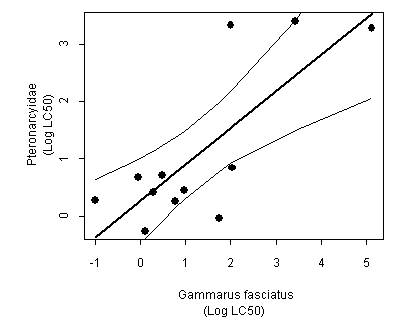 3
2
1
0
Pteronarcyidae
(Log LC50)
-1 0 1 2 3 4 5
Gammarus fasciatus
(Log LC50)